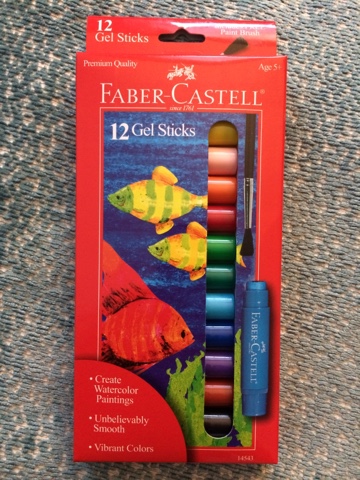 12
Gel Sticks
Paint Brush
Premium Quality
Age 5+
FABER-CASTELL®
since 1761
12 Gel Sticks
FABER-CASTELL
• Create
Watercolor
Paintings
• Unbelievably
Smooth
• Vibrant Colors
14543